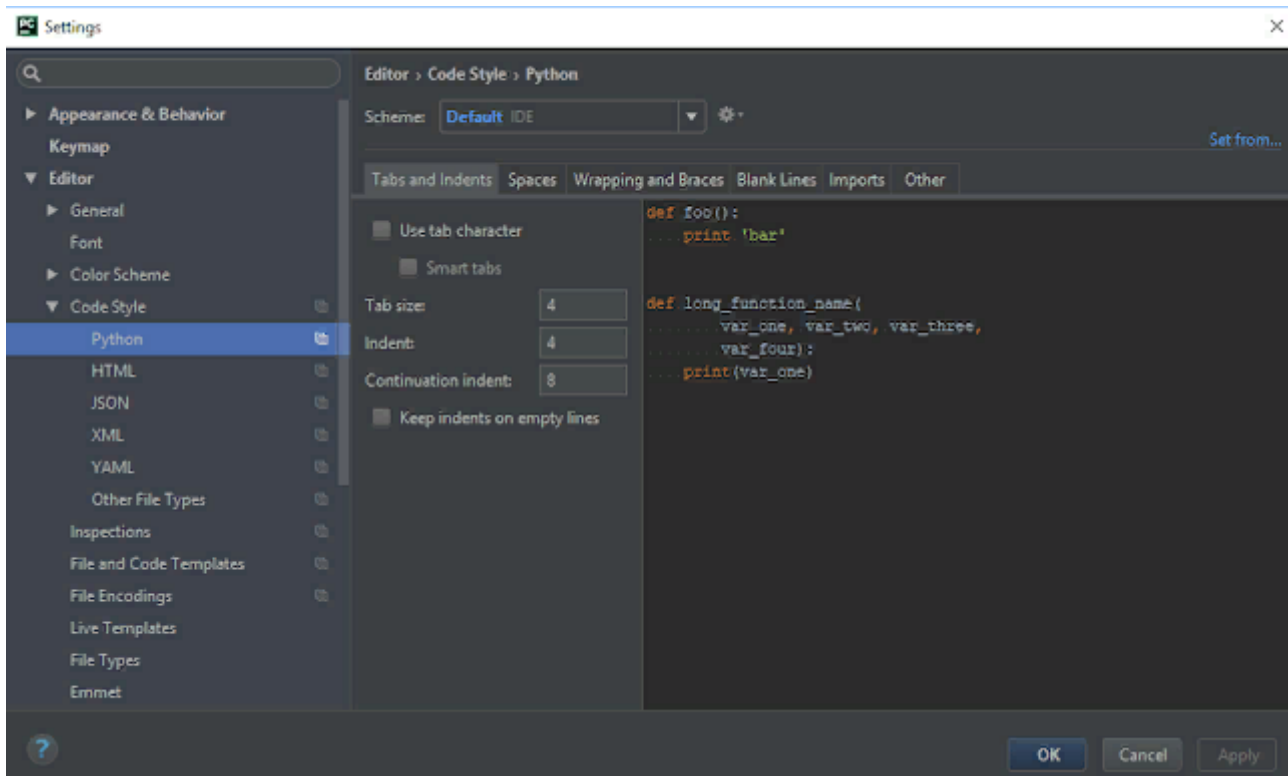 PC Settings
Editor › Code Style › Python
Appearance & Behavior
Keymap
Editor
General
Font
Color Scheme
Code Style
Python
HTML
JSON
XML
YAML
Other File Types
Inspections
File and Code Templates
File Encodings
Live Templates
File Types
Emmet
Scheme: Default IDE
Set from...
Tabs and Indents Spaces Wrapping and Braces Blank Lines Imports Other
Use tab character
Smart tabs
Tab size: 4
Indent: 4
Continuation indent: 8
Keep indents on empty lines
def foo():
....print 'bar'
def long_function_name(
........var_one, var_two, var_three,
........var_four):
....print(var_one)
?
OK Cancel Apply